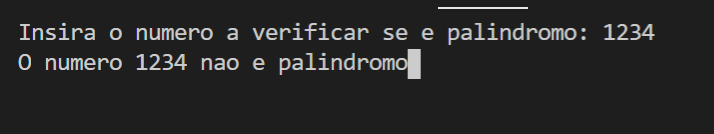 Insira o numero a verificar se e palindromo: 1234
O numero 1234 nao e palindromo